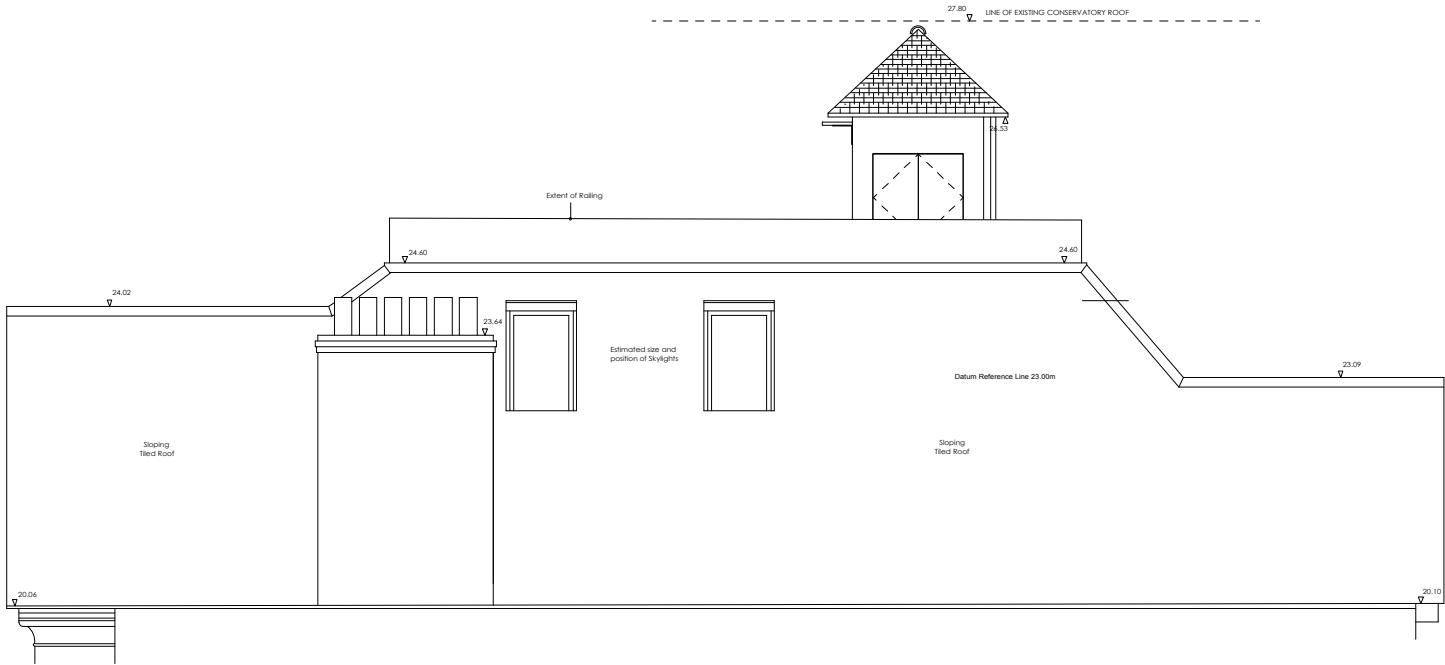 27.80
LINE OF EXISTING CONSERVATORY ROOF
26.53
Extent of Railing
24.60
24.60
24.02
23.64
Estimated size and
position of Skylights
23.09
Datum Reference Line 23.00m
Sloping
Tiled Roof
Sloping
Tiled Roof
20.06
20.10